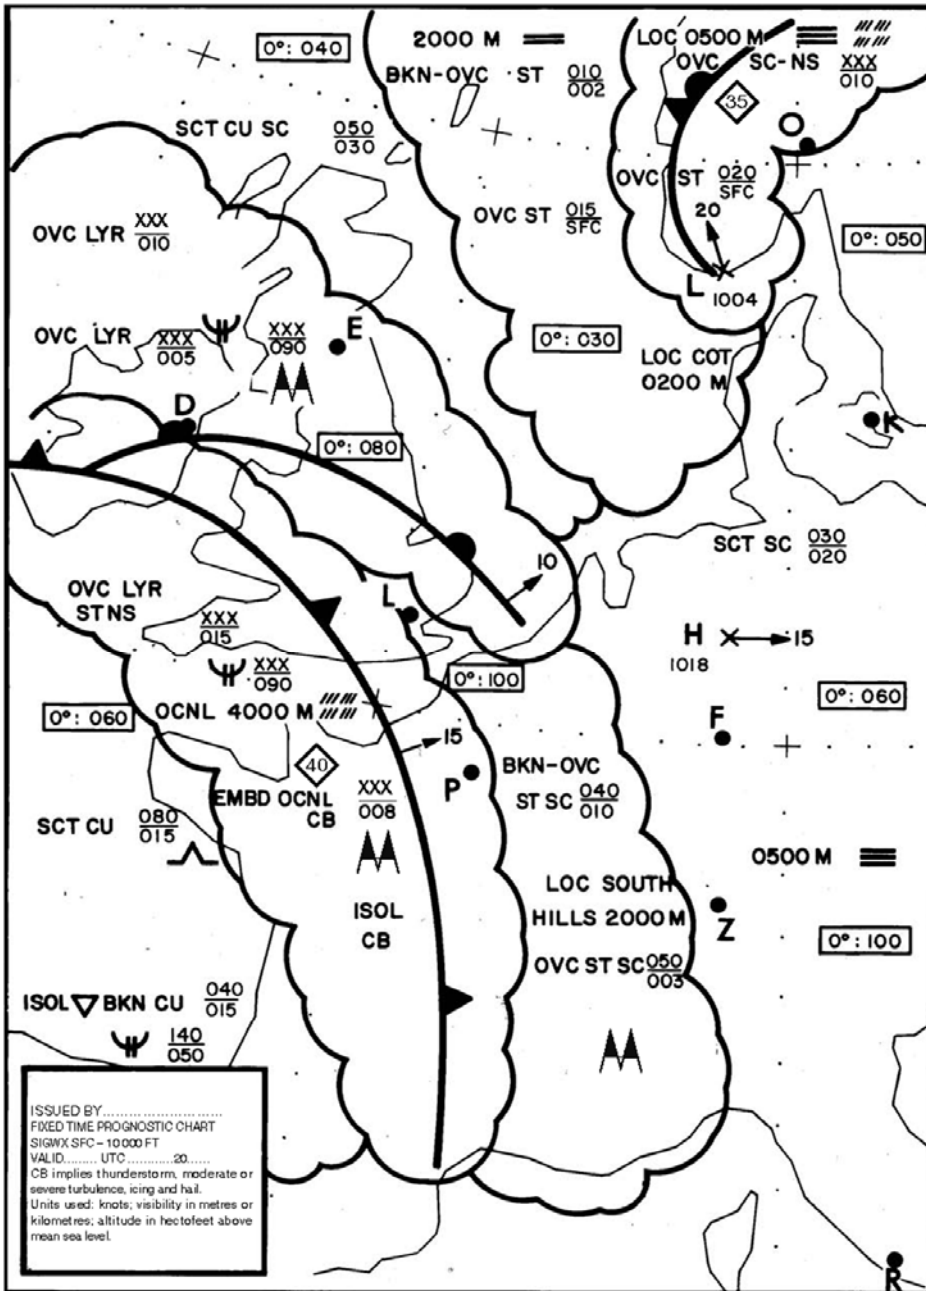 0°: 040
2000 M
BKN-OVC ST 010
002
LOC 0500 M
OVC SC-NS XXX
010
35
O
SCT CU SC 050
030
OVC ST 020
SFC
20
OVC LYR XXX
010
OVC ST 015
SFC
0°: 050
L 1004
OVC LYR XXX
005
XXX
090
E
0°: 030
LOC COT
0200 M
D
K
0°: 080
SCT SC 030
020
10
OVC LYR
ST NS
XXX
015
L
H 15
1018
XXX
090
0°: 100
0°: 060
OCNL 4000 M
0°: 060
15
F
40
EMBD OCNL
CB
XXX
008
P
BKN-OVC
ST SC 040
010
SCT CU 080
015
0500 M
LOC SOUTH
HILLS 2000 M
ISOL
CB
Z
0°: 100
OVC ST SC 050
003
ISOL BKN CU 040
015
140
050
ISSUED BY........................
FIXED TIME PROGNOSTIC CHART
SIGWX SFC – 10 000 FT
VALID......... UTC ............20......
CB implies thunderstorm, moderate or
severe turbulence, icing and hail.
Units used: knots; visibility in metres or
kilometres; altitude in hectofeet above
mean sea level.
R